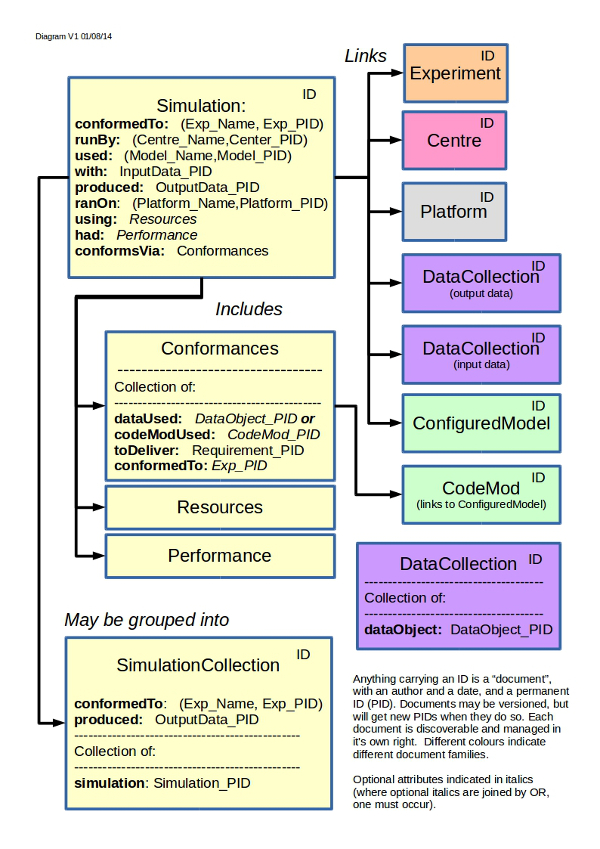 Diagram V1 01/08/14
Links
ID
Experiment
ID
Centre
ID
Platform
ID
DataCollection
(output data)
ID
DataCollection
(input data)
ID
ConfiguredModel
ID
CodeMod
(links to ConfiguredModel)
ID
Simulation:
conformedTo: (Exp_Name, Exp_PID)
runBy: (Centre_Name,Center_PID)
used: (Model_Name,Model_PID)
with: InputData_PID
produced: OutputData_PID
ranOn: (Platform_Name,Platform_PID)
using: Resources
had: Performance
conformsVia: Conformances
Includes
Conformances
-----------------------------------
Collection of:
-----------------------------------
dataUsed: DataObject_PID or
codeModUsed: CodeMod_PID
toDeliver: Requirement_PID
conformedTo: Exp_PID
Resources
Performance
DataCollection ID
-----------------------------------
Collection of:
-----------------------------------
dataObject: DataObject_PID
May be grouped into
ID
SimulationCollection
conformedTo: (Exp_Name, Exp_PID)
produced: OutputData_PID
-----------------------------------
Collection of:
-----------------------------------
simulation: Simulation_PID
Anything carrying an ID is a “document”,
with an author and a date, and a permanent
ID (PID). Documents may be versioned, but
will get new PIDs when they do so. Each
document is discoverable and managed in
it's own right. Different colours indicate
different document families.
Optional attributes indicated in italics
(where optional italics are joined by OR,
one must occur).